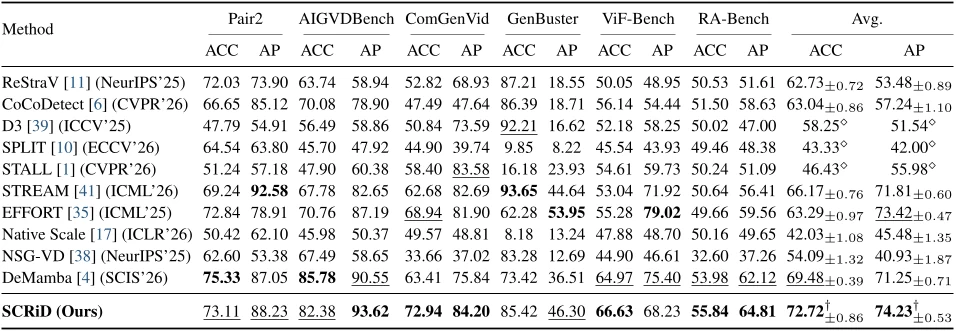 Method Pair2 AIGVDBench ComGenVid GenBuster ViF-Bench RA-Bench Avg.
ACC AP ACC AP ACC AP ACC AP ACC AP ACC AP ACC AP
ReStraV [11] (NeurIPS'25) 72.03 73.90 63.74 58.94 52.82 68.93 87.21 18.55 50.05 48.95 50.53 51.61 62.73±0.72 53.48±0.89
CoCoDetect [6] (CVPR'26) 66.65 85.12 70.08 78.90 47.49 47.64 86.39 18.71 56.14 54.44 51.50 58.63 63.04±0.86 57.24±1.10
D3 [39] (ICCV'25) 47.79 54.91 56.49 58.86 50.84 73.59 92.21 16.62 52.18 58.25 50.02 47.00 58.25◇ 51.54◇
SPLIT [10] (ECCV'26) 64.54 63.80 45.70 47.92 44.90 39.74 9.85 8.22 45.54 43.93 49.46 48.38 43.33◇ 42.00◇
STALL [1] (CVPR'26) 51.24 57.18 47.90 60.38 58.40 83.58 16.18 23.93 54.61 59.73 50.24 51.09 46.43◇ 55.98◇
STREAM [41] (ICML'26) 69.24 92.58 67.78 82.65 62.68 82.69 93.65 44.64 53.04 71.92 50.64 56.41 66.17±0.76 71.81±0.60
EFFORT [35] (ICML'25) 72.84 78.91 70.76 87.19 68.94 81.90 62.28 53.95 55.28 79.02 49.66 59.56 63.29±0.97 73.42±0.47
Native Scale [17] (ICLR'26) 50.42 62.10 45.98 50.37 49.57 48.81 8.18 13.24 47.88 48.70 50.16 49.65 42.03±1.08 45.48±1.35
NSG-VD [38] (NeurIPS'25) 62.60 53.38 67.49 58.65 33.66 37.02 83.28 12.69 44.90 46.61 32.60 37.26 54.09±1.32 40.93±1.87
DeMamba [4] (SCIS'26) 75.33 87.05 85.78 90.55 63.41 75.84 73.42 36.51 64.97 75.40 53.98 62.12 69.48±0.39 71.25±0.71
SCRiD (Ours) 73.11 88.23 82.38 93.62 72.94 84.20 85.42 46.30 66.63 68.23 55.84 64.81 72.72†±0.86 74.23†±0.53